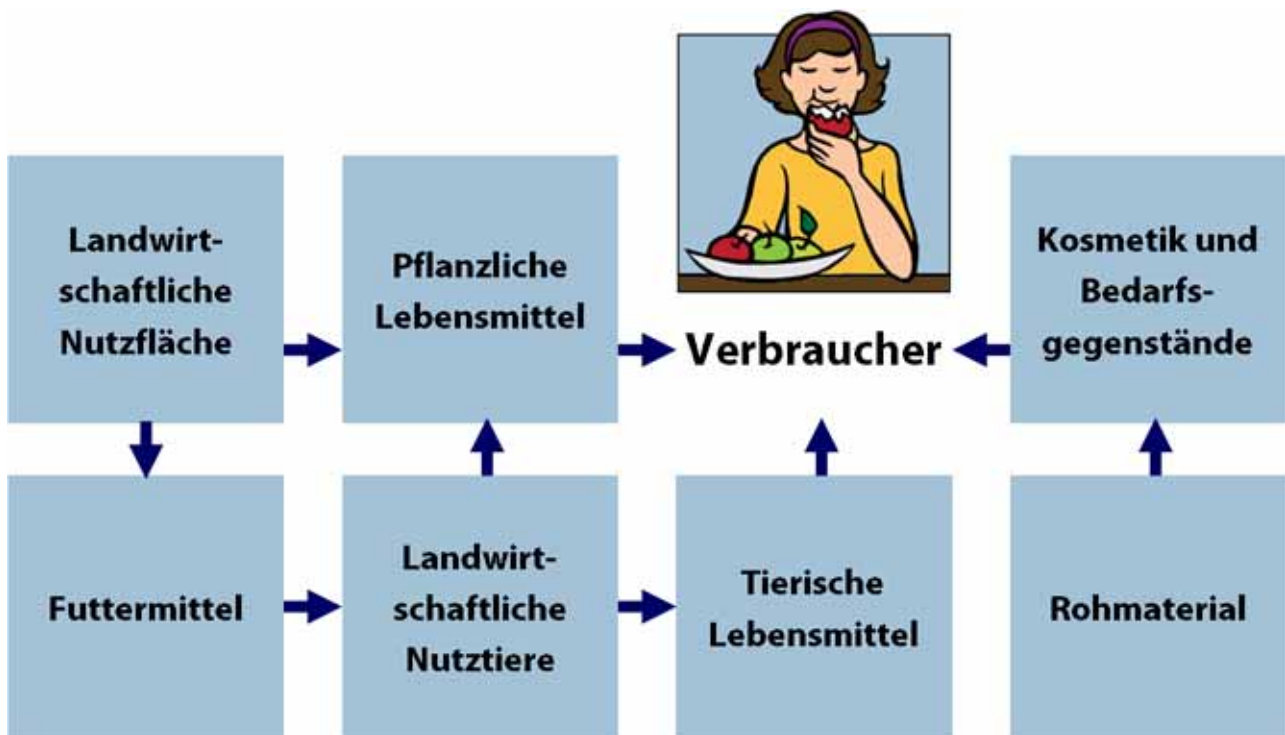 Landwirt-
schaftliche
Nutzfläche
Pflanzliche
Lebensmittel
Verbraucher
Kosmetik und
Bedarfs-
gegenstände
Futtermittel
Landwirt-
schaftliche
Nutztiere
Tierische
Lebensmittel
Rohmaterial